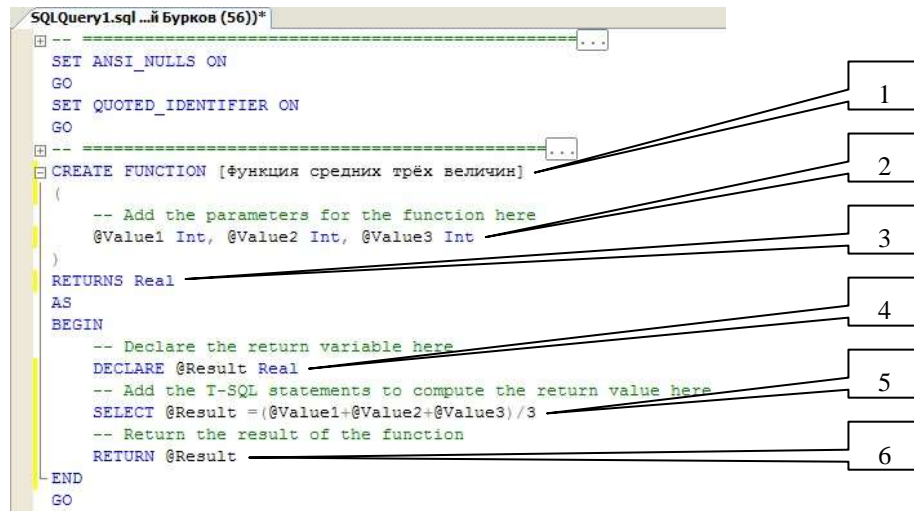 SQLQuery1.sql ...й Бурков (56))*
-- ================================================ ...
SET ANSI_NULLS ON
GO
SET QUOTED_IDENTIFIER ON
GO
-- ============================================= ...
CREATE FUNCTION [Функция средних трёх величин]
(
-- Add the parameters for the function here
@Value1 Int, @Value2 Int, @Value3 Int
)
RETURNS Real
AS
BEGIN
-- Declare the return variable here
DECLARE @Result Real
-- Add the T-SQL statements to compute the return value here
SELECT @Result =(@Value1+@Value2+@Value3)/3
-- Return the result of the function
RETURN @Result
END
GO
1
2
3
4
5
6